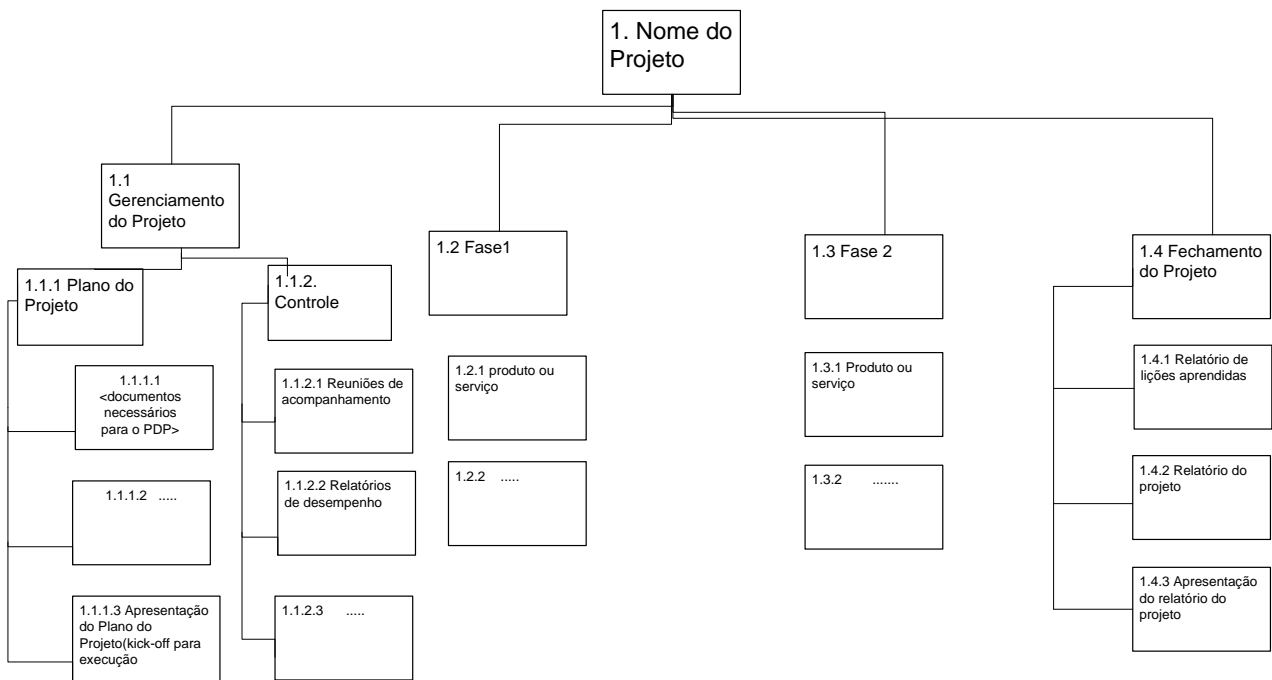 1. Nome do
Projeto
1.1
Gerenciamento
do Projeto
1.1.1 Plano do
Projeto
1.1.1.1
<documentos
necessários
para o PDP>
1.1.1.2 .....
1.1.1.3 Apresentação
do Plano do
Projeto(kick-off para
execução
1.1.2.
Controle
1.1.2.1 Reuniões de
acompanhamento
1.1.2.2 Relatórios
de desempenho
1.1.2.3 .....
1.2 Fase1
1.2.1 produto ou
serviço
1.2.2 .....
1.3 Fase 2
1.3.1 Produto ou
serviço
1.3.2 .......
1.4 Fechamento
do Projeto
1.4.1 Relatório de
lições aprendidas
1.4.2 Relatório do
projeto
1.4.3 Apresentação
do relatório do
projeto